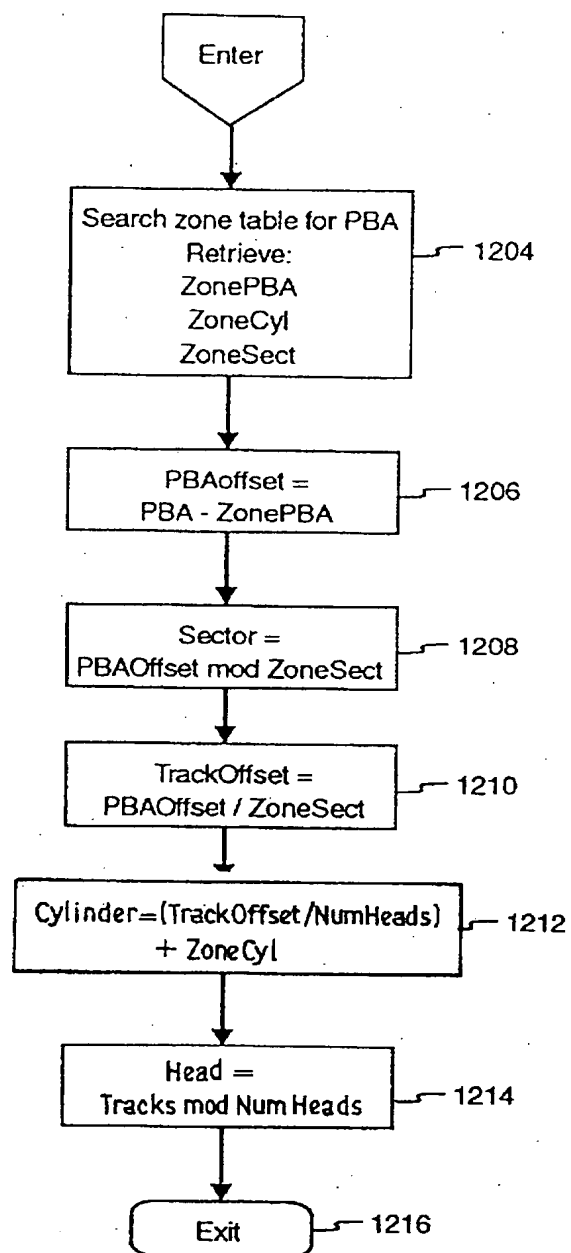 Enter
Search zone table for PBA
Retrieve:
ZonePBA
ZoneCyl
ZoneSect
1204
PBAoffset =
PBA - ZonePBA
1206
Sector =
PBAOffset mod ZoneSect
1208
TrackOffset =
PBAOffset / ZoneSect
1210
Cylinder=(TrackOffset/NumHeads)
+ ZoneCyl
1212
Head =
Tracks mod Num Heads
1214
Exit
1216